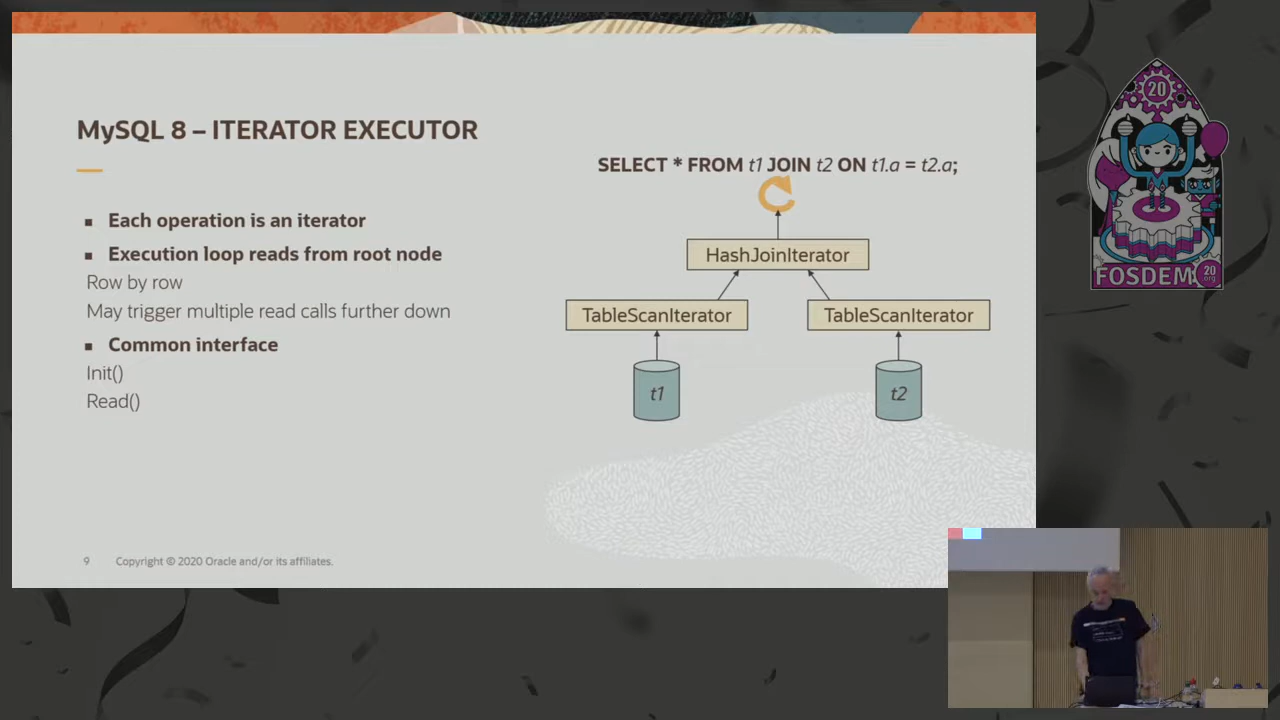 MySQL 8 – ITERATOR EXECUTOR
SELECT * FROM t1 JOIN t2 ON t1.a = t2.a;
▪ Each operation is an iterator
▪ Execution loop reads from root node
Row by row
May trigger multiple read calls further down
▪ Common interface
Init()
Read()
HashJoinIterator
TableScanIterator
TableScanIterator
t1
t2
9
Copyright © 2020 Oracle and/or its affiliates.
20
FOSDEM
20
.org